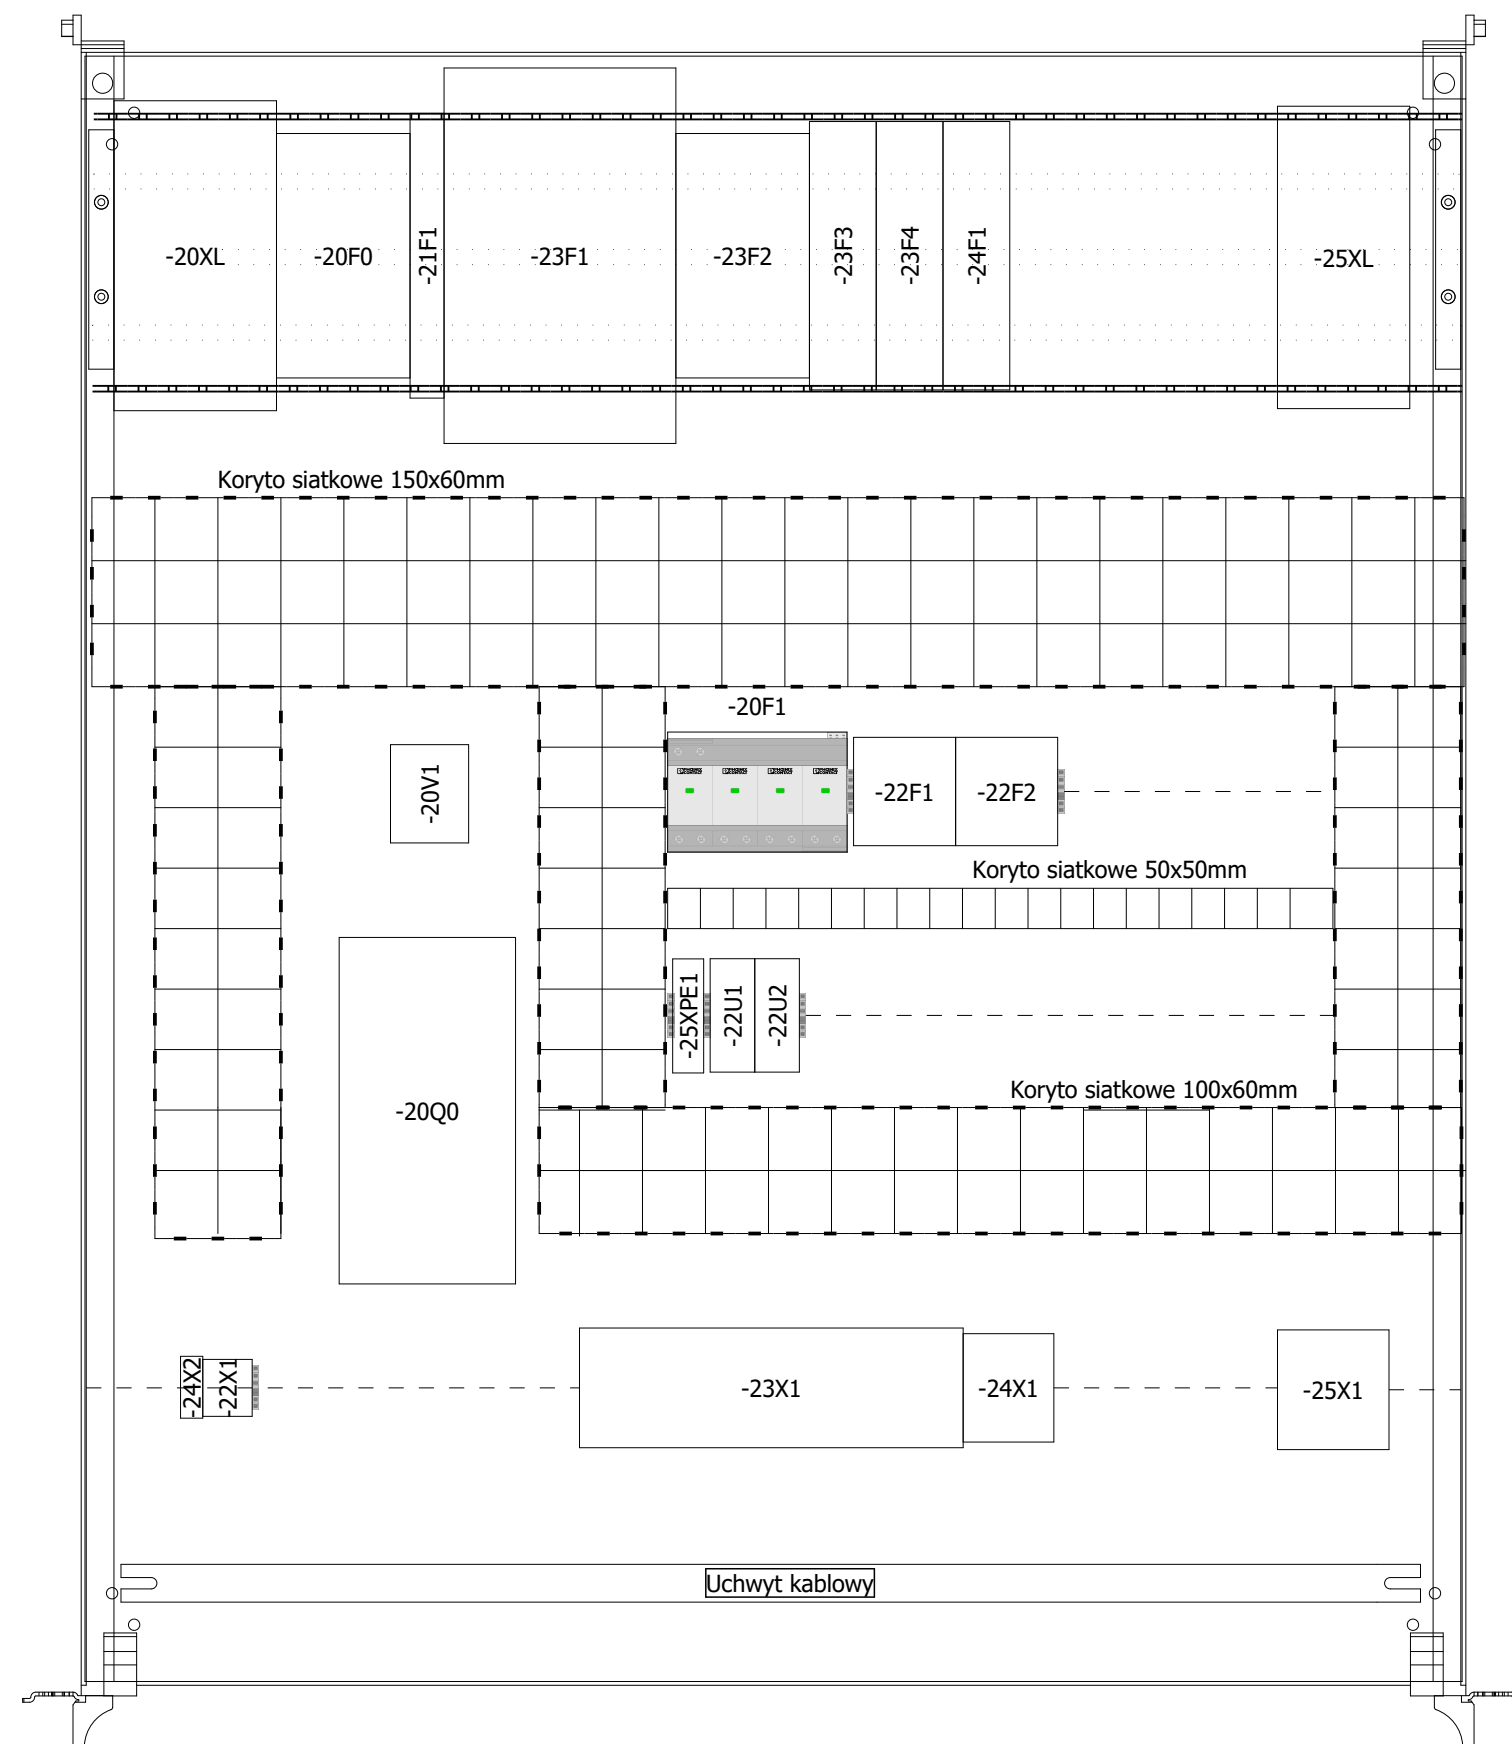 -20XL
-20F0
-21F1
-23F1
-23F2
-23F3
-23F4
-24F1
-25XL
Koryto siatkowe 150x60mm
-20F1
-20V1
-22F1
-22F2
Koryto siatkowe 50x50mm
-25XPE1
-22U1
-22U2
Koryto siatkowe 100x60mm
-20Q0
-24X2
-22X1
-23X1
-24X1
-25X1
Uchwyt kablowy